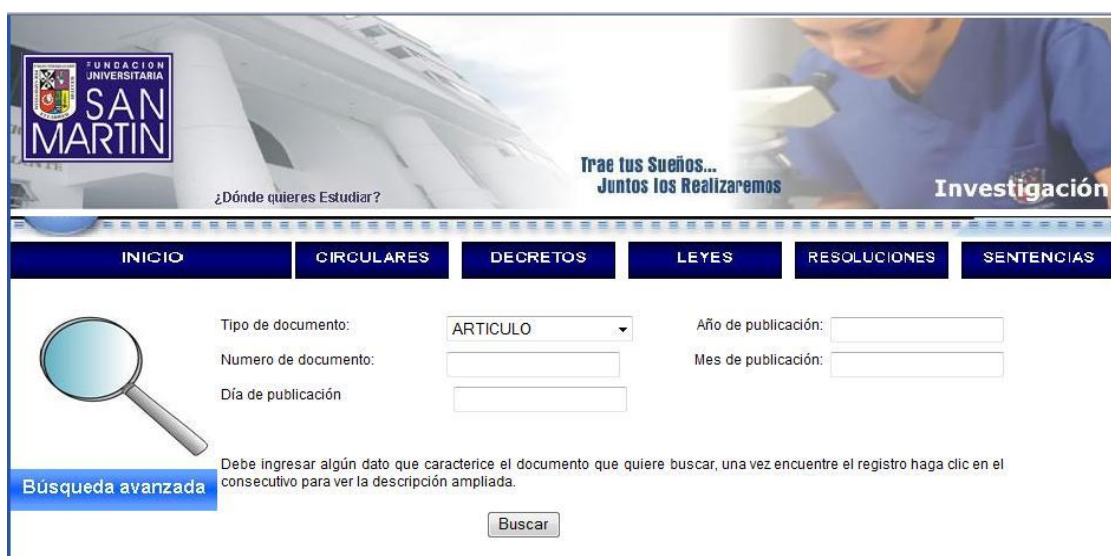 FUNDACION
UNIVERSITARIA
SAN
MARTIN
¿Dónde quieres Estudiar?
Trae tus Sueños...
Juntos los Realizaremos
Investigación
INICIO CIRCULARES DECRETOS LEYES RESOLUCIONES SENTENCIAS
Tipo de documento: ARTICULO Año de publicación:
Numero de documento: Mes de publicación:
Día de publicación
Debe ingresar algún dato que caracterice el documento que quiere buscar, una vez encuentre el registro haga clic en el
consecutivo para ver la descripción ampliada.
Búsqueda avanzada
Buscar